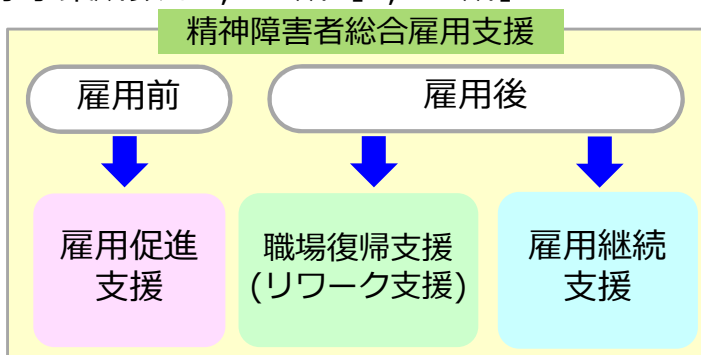 精神障害者総合雇用支援
雇用前
雇用後
雇用促進
支援
職場復帰支援
(リワーク支援)
雇用継続
支援